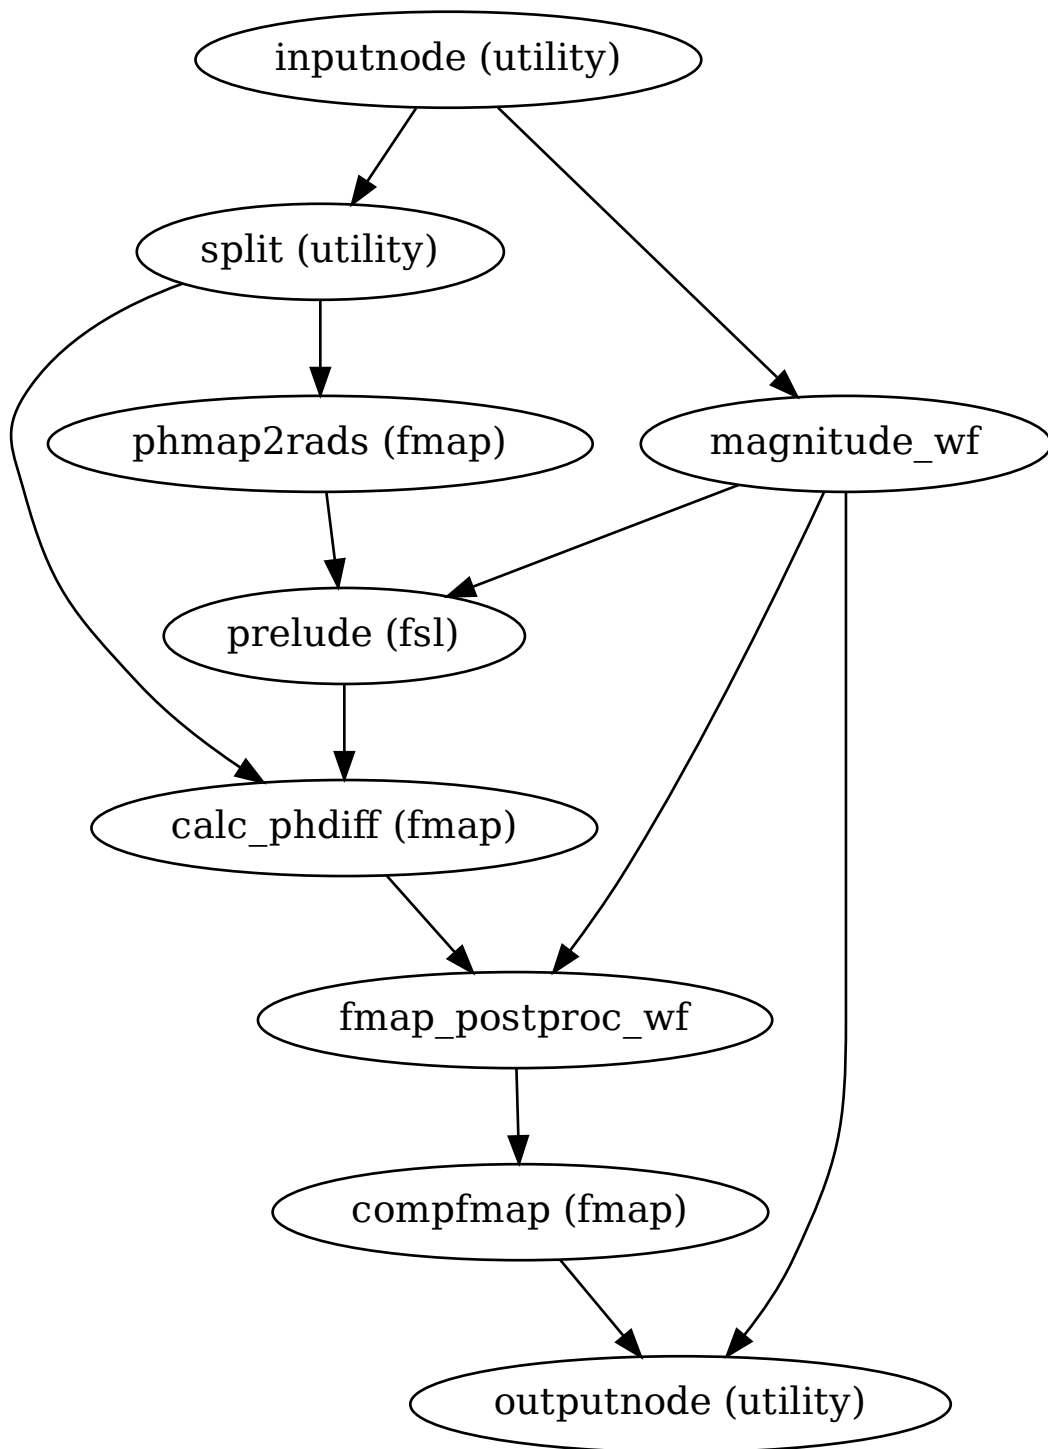 inputnode (utility)
split (utility)
phmap2rads (fmap)
magnitude_wf
prelude (fsl)
calc_phdiff (fmap)
fmap_postproc_wf
compfmap (fmap)
outputnode (utility)